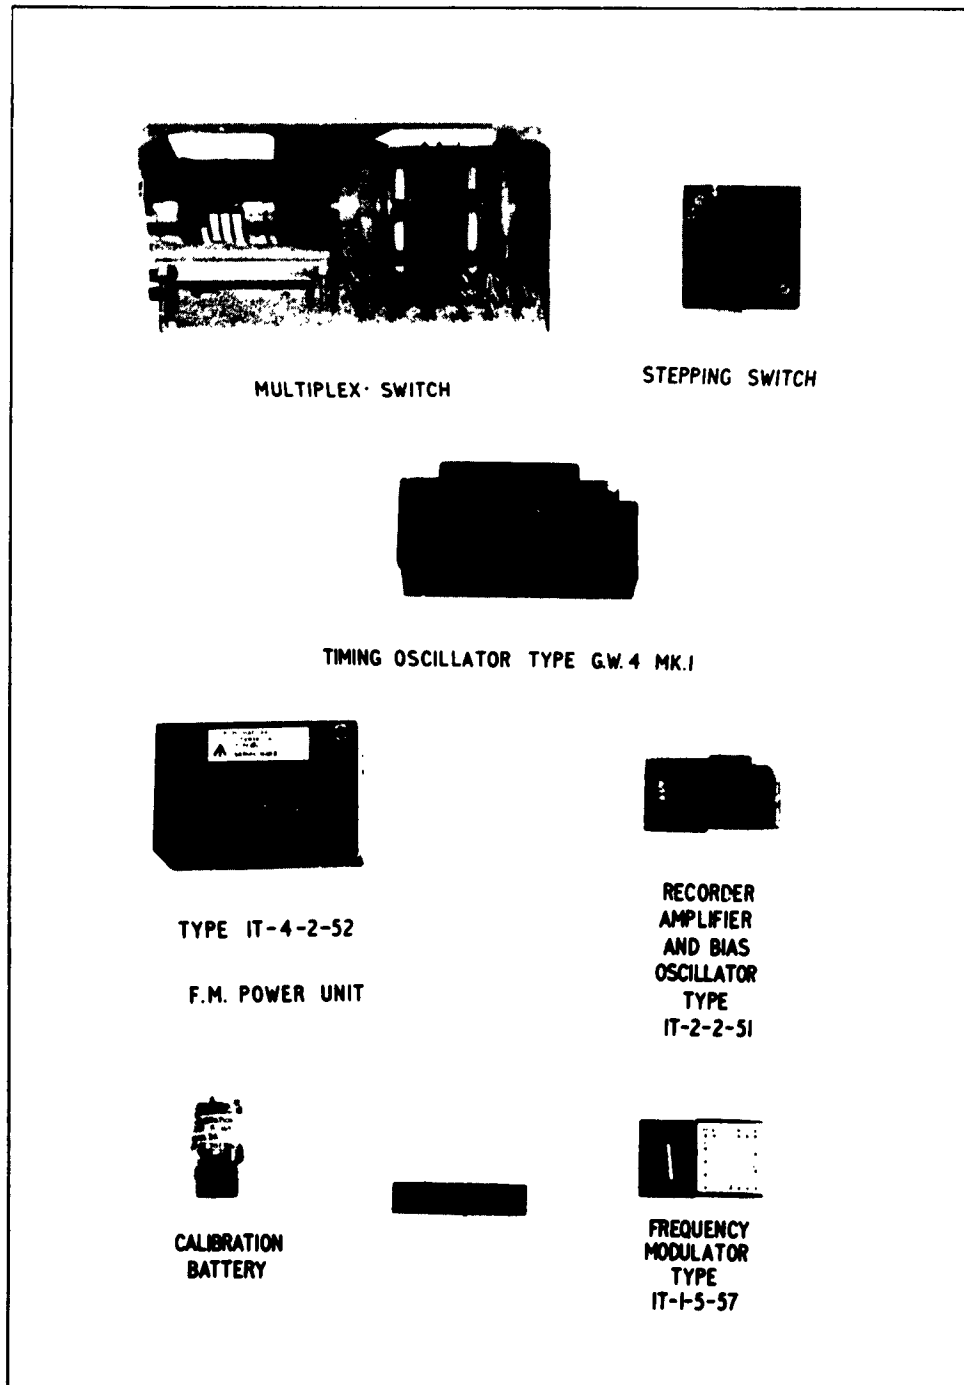 MULTIPLEX· SWITCH
STEPPING SWITCH
TIMING OSCILLATOR TYPE G.W. 4 MK.I
TYPE IT-4-2-52
F.M. POWER UNIT
RECORDER
AMPLIFIER
AND BIAS
OSCILLATOR
TYPE
IT-2-2-51
CALIBRATION
BATTERY
FREQUENCY
MODULATOR
TYPE
IT-1-5-57